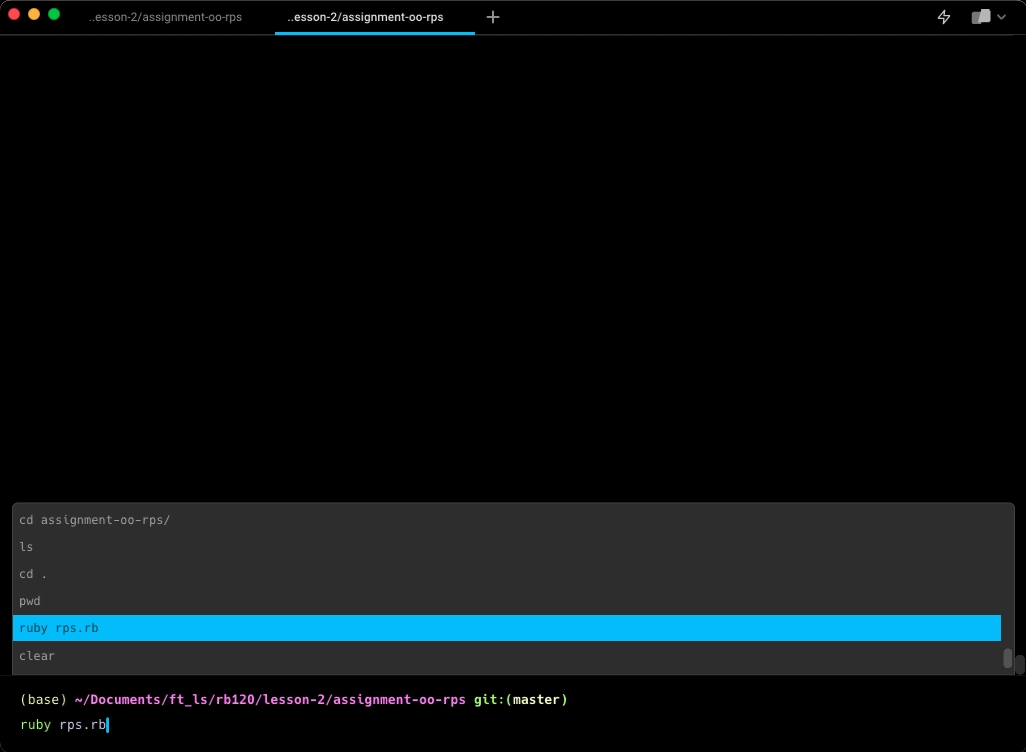 ..esson-2/assignment-oo-rps ..esson-2/assignment-oo-rps
cd assignment-oo-rps/
ls
cd .
pwd
ruby rps.rb
clear
(base) ~/Documents/ft_ls/rb120/lesson-2/assignment-oo-rps git:(master)
ruby rps.rb